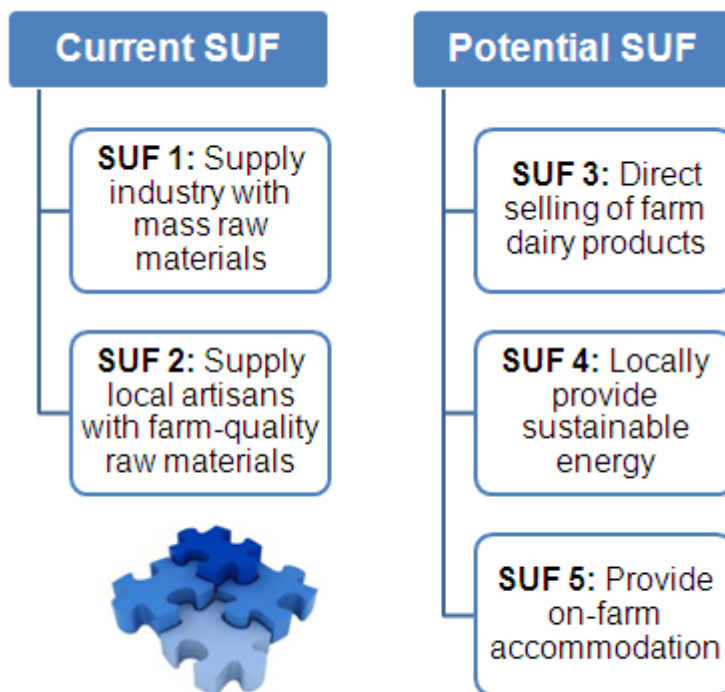 Current SUF
SUF 1: Supply
industry with
mass raw
materials
SUF 2: Supply
local artisans
with farm-quality
raw materials
Potential SUF
SUF 3: Direct
selling of farm
dairy products
SUF 4: Locally
provide
sustainable
energy
SUF 5: Provide
on-farm
accommodation